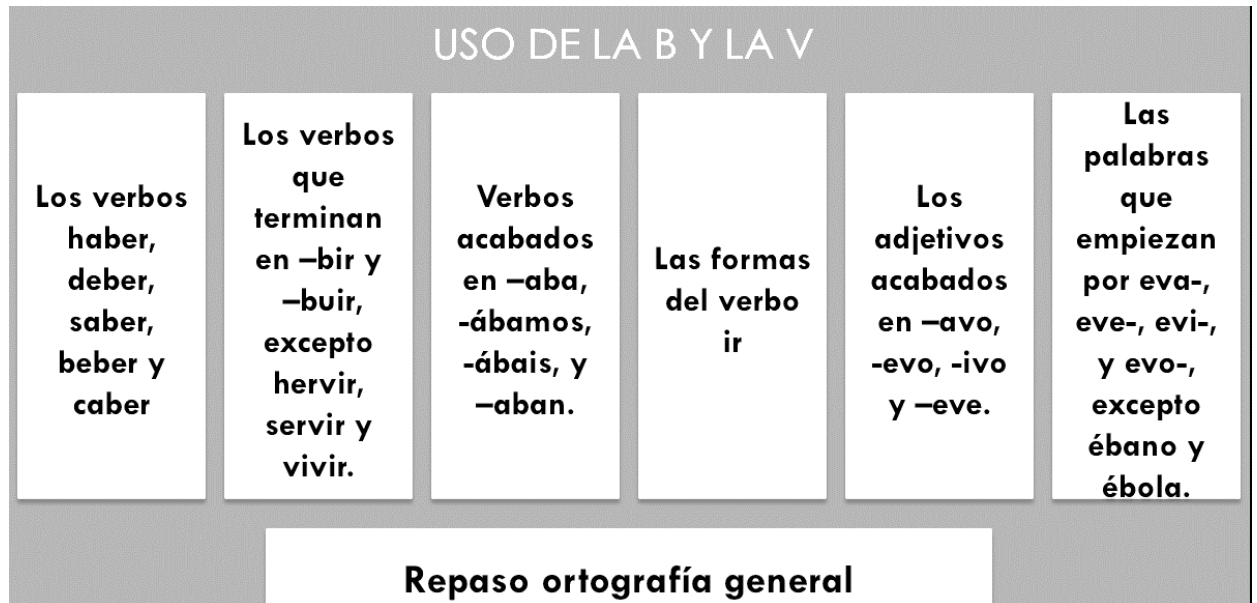 USO DE LA B Y LA V
Los verbos
haber,
deber,
saber,
beber y
caber
Los verbos
que
terminan
en –bir y
–buir,
excepto
hervir,
servir y
vivir.
Verbos
acabados
en –aba,
-ábamos,
-ábais, y
–aban.
Las formas
del verbo
ir
Los
adjetivos
acabados
en –avo,
-evo, -ivo
y –eve.
Las
palabras
que
empiezan
por eva-,
eve-, evi-,
y evo-,
excepto
ébano y
ébola.
Repaso ortografía general